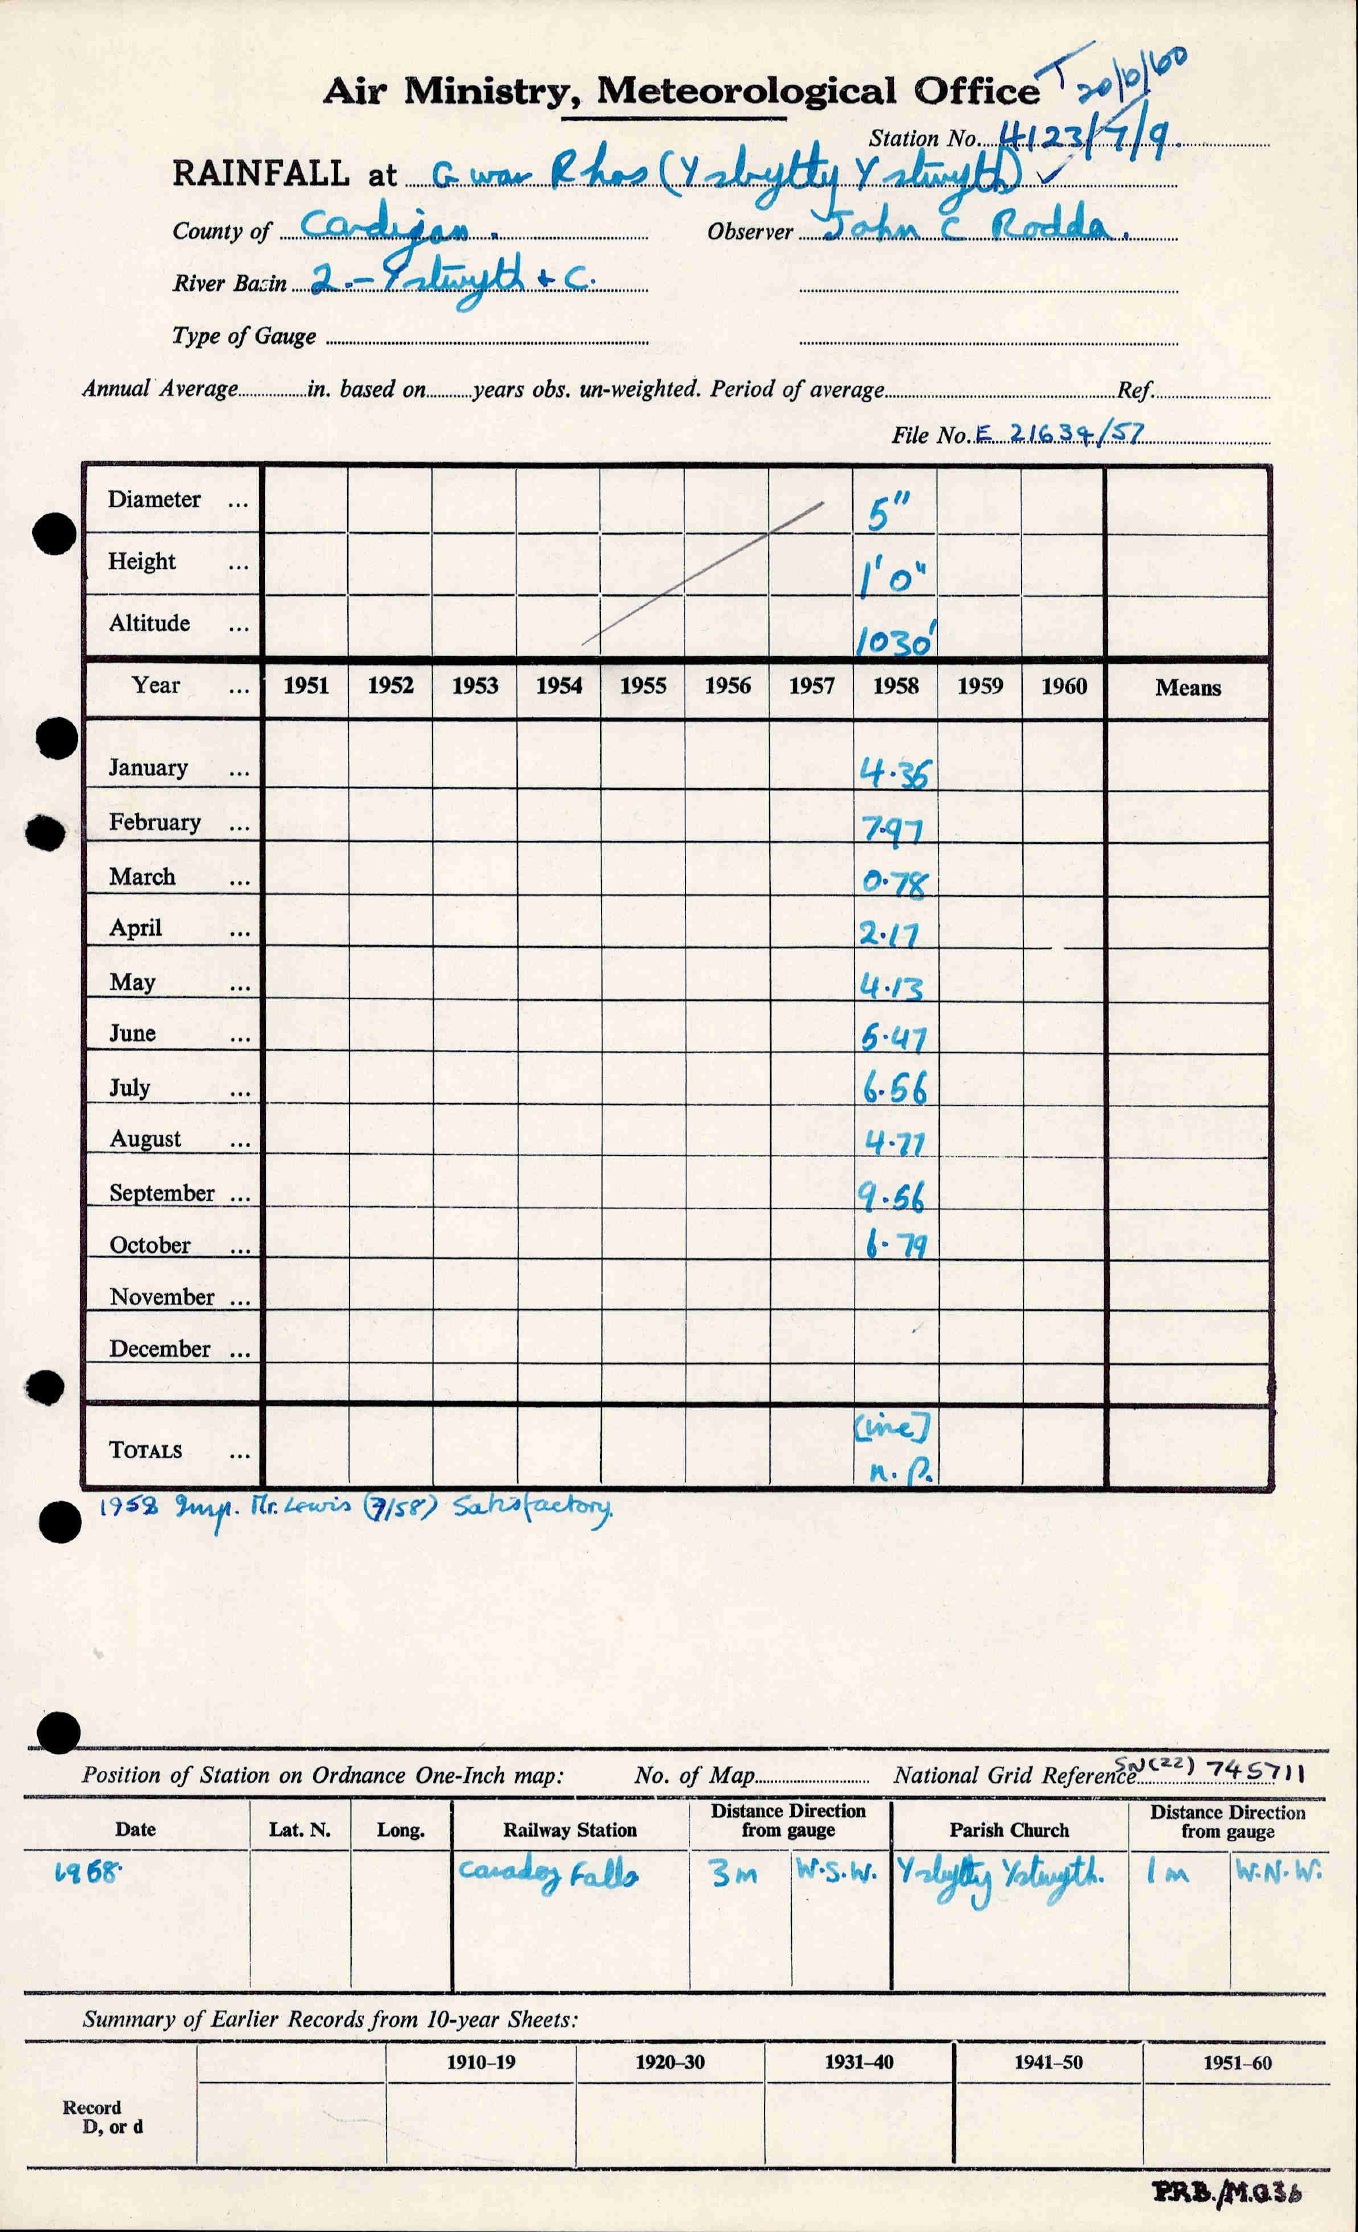 Air Ministry, Meteorological Office T 20/6/60
Station No. 4123/7/9.
RAINFALL at Gwar Rhos (Ysbytty Ystwyth) ✓
County of Cardigan. Observer John C Rodda.
River Basin 2.-Ystwyth + C.
Type of Gauge
Annual Average in. based on years obs. un-weighted. Period of average Ref.
File No. E 21634/57
Diameter ... 5"
Height ... 1'0"
Altitude ... 1030'
Year ... 1951 1952 1953 1954 1955 1956 1957 1958 1959 1960 Means
January ... 4.36
February ... 7.97
March ... 0.78
April ... 2.17
May ... 4.13
June ... 5.47
July ... 6.56
August ... 4.77
September ... 9.56
October ... 6.79
November ...
December ...
TOTALS ... [inc]
n.p.
1958 Insp. Mr. Lewis (7/58) Satisfactory.
Position of Station on Ordnance One-Inch map: No. of Map National Grid Reference SN(22) 745711
Date Lat. N. Long. Railway Station Distance Direction from gauge Parish Church Distance Direction from gauge
1958 Caradog Falls 3m W.S.W. Ysbytty Ystwyth. 1m W.N.W.
Summary of Earlier Records from 10-year Sheets:
1910–19 1920–30 1931–40 1941–50 1951–60
Record
D, or d
P.R.B./M.O.36